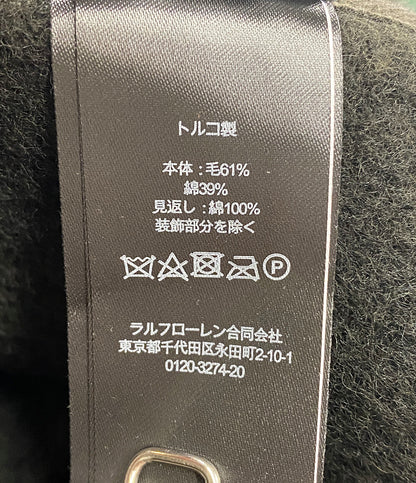 トルコ製
本体 : 毛61%
綿39%
見返し : 綿100%
装飾部分を除く
P
ラルフローレン合同会社
東京都千代田区永田町2-10-1
0120-3274-20